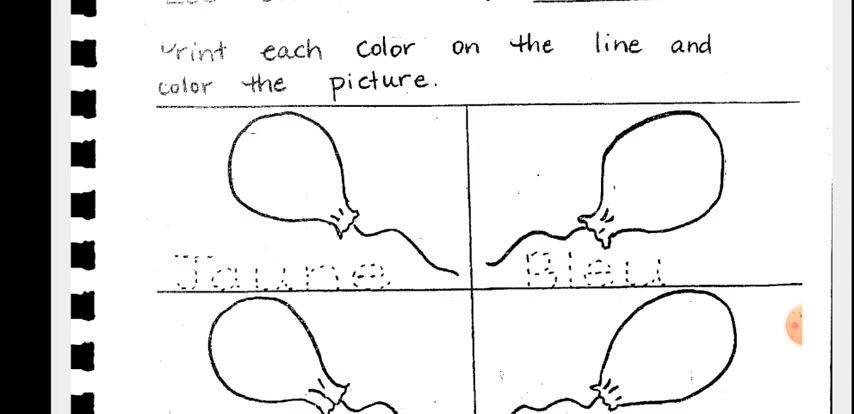 Print each color on the line and
color the picture.
Jaune
Bleu